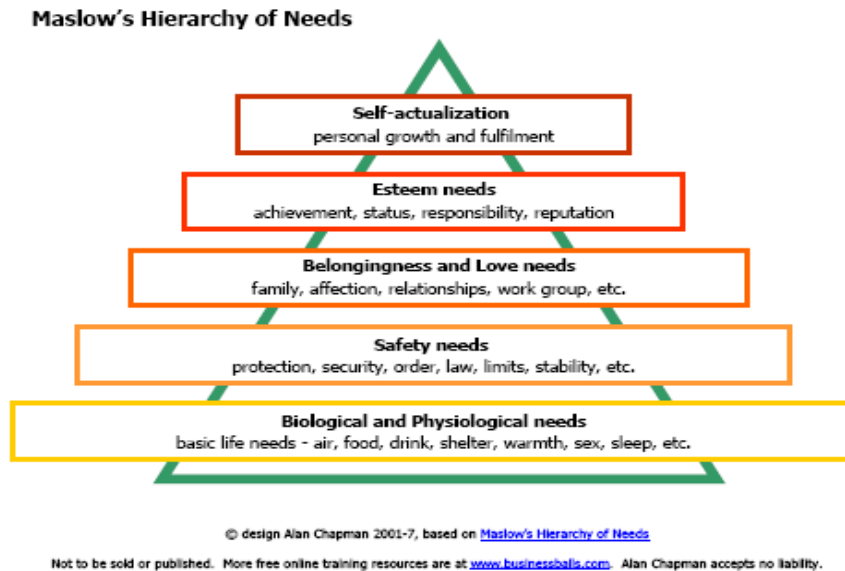 Maslow's Hierarchy of Needs
Self-actualization
personal growth and fulfilment
Esteem needs
achievement, status, responsibility, reputation
Belongingness and Love needs
family, affection, relationships, work group, etc.
Safety needs
protection, security, order, law, limits, stability, etc.
Biological and Physiological needs
basic life needs - air, food, drink, shelter, warmth, sex, sleep, etc.
© design Alan Chapman 2001-7, based on Maslow's Hierarchy of Needs
Not to be sold or published. More free online training resources are at www.businessballs.com. Alan Chapman accepts no liability.